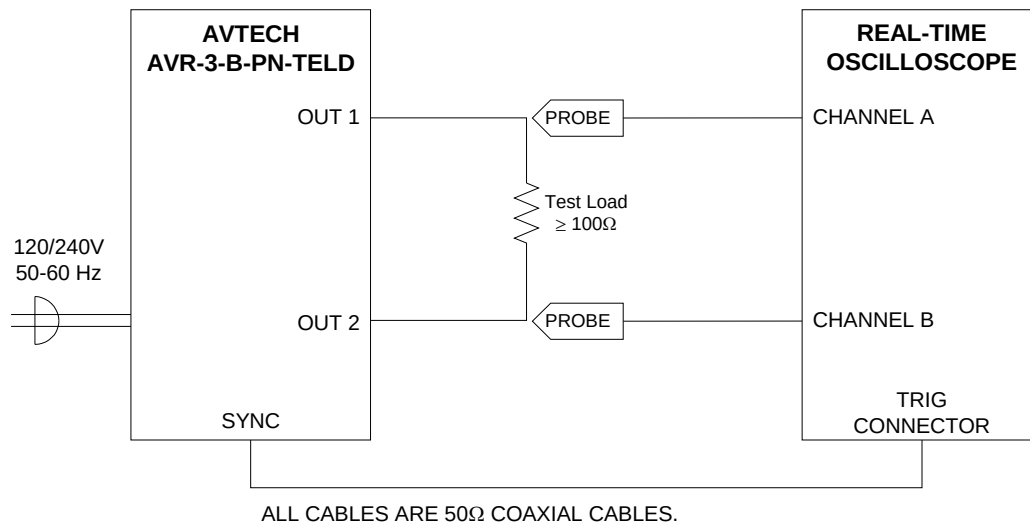 AVTECH
AVR-3-B-PN-TELD
REAL-TIME
OSCILLOSCOPE
OUT 1
PROBE
CHANNEL A
Test Load
≥ 100Ω
120/240V
50-60 Hz
OUT 2
PROBE
CHANNEL B
SYNC
TRIG
CONNECTOR
ALL CABLES ARE 50Ω COAXIAL CABLES.